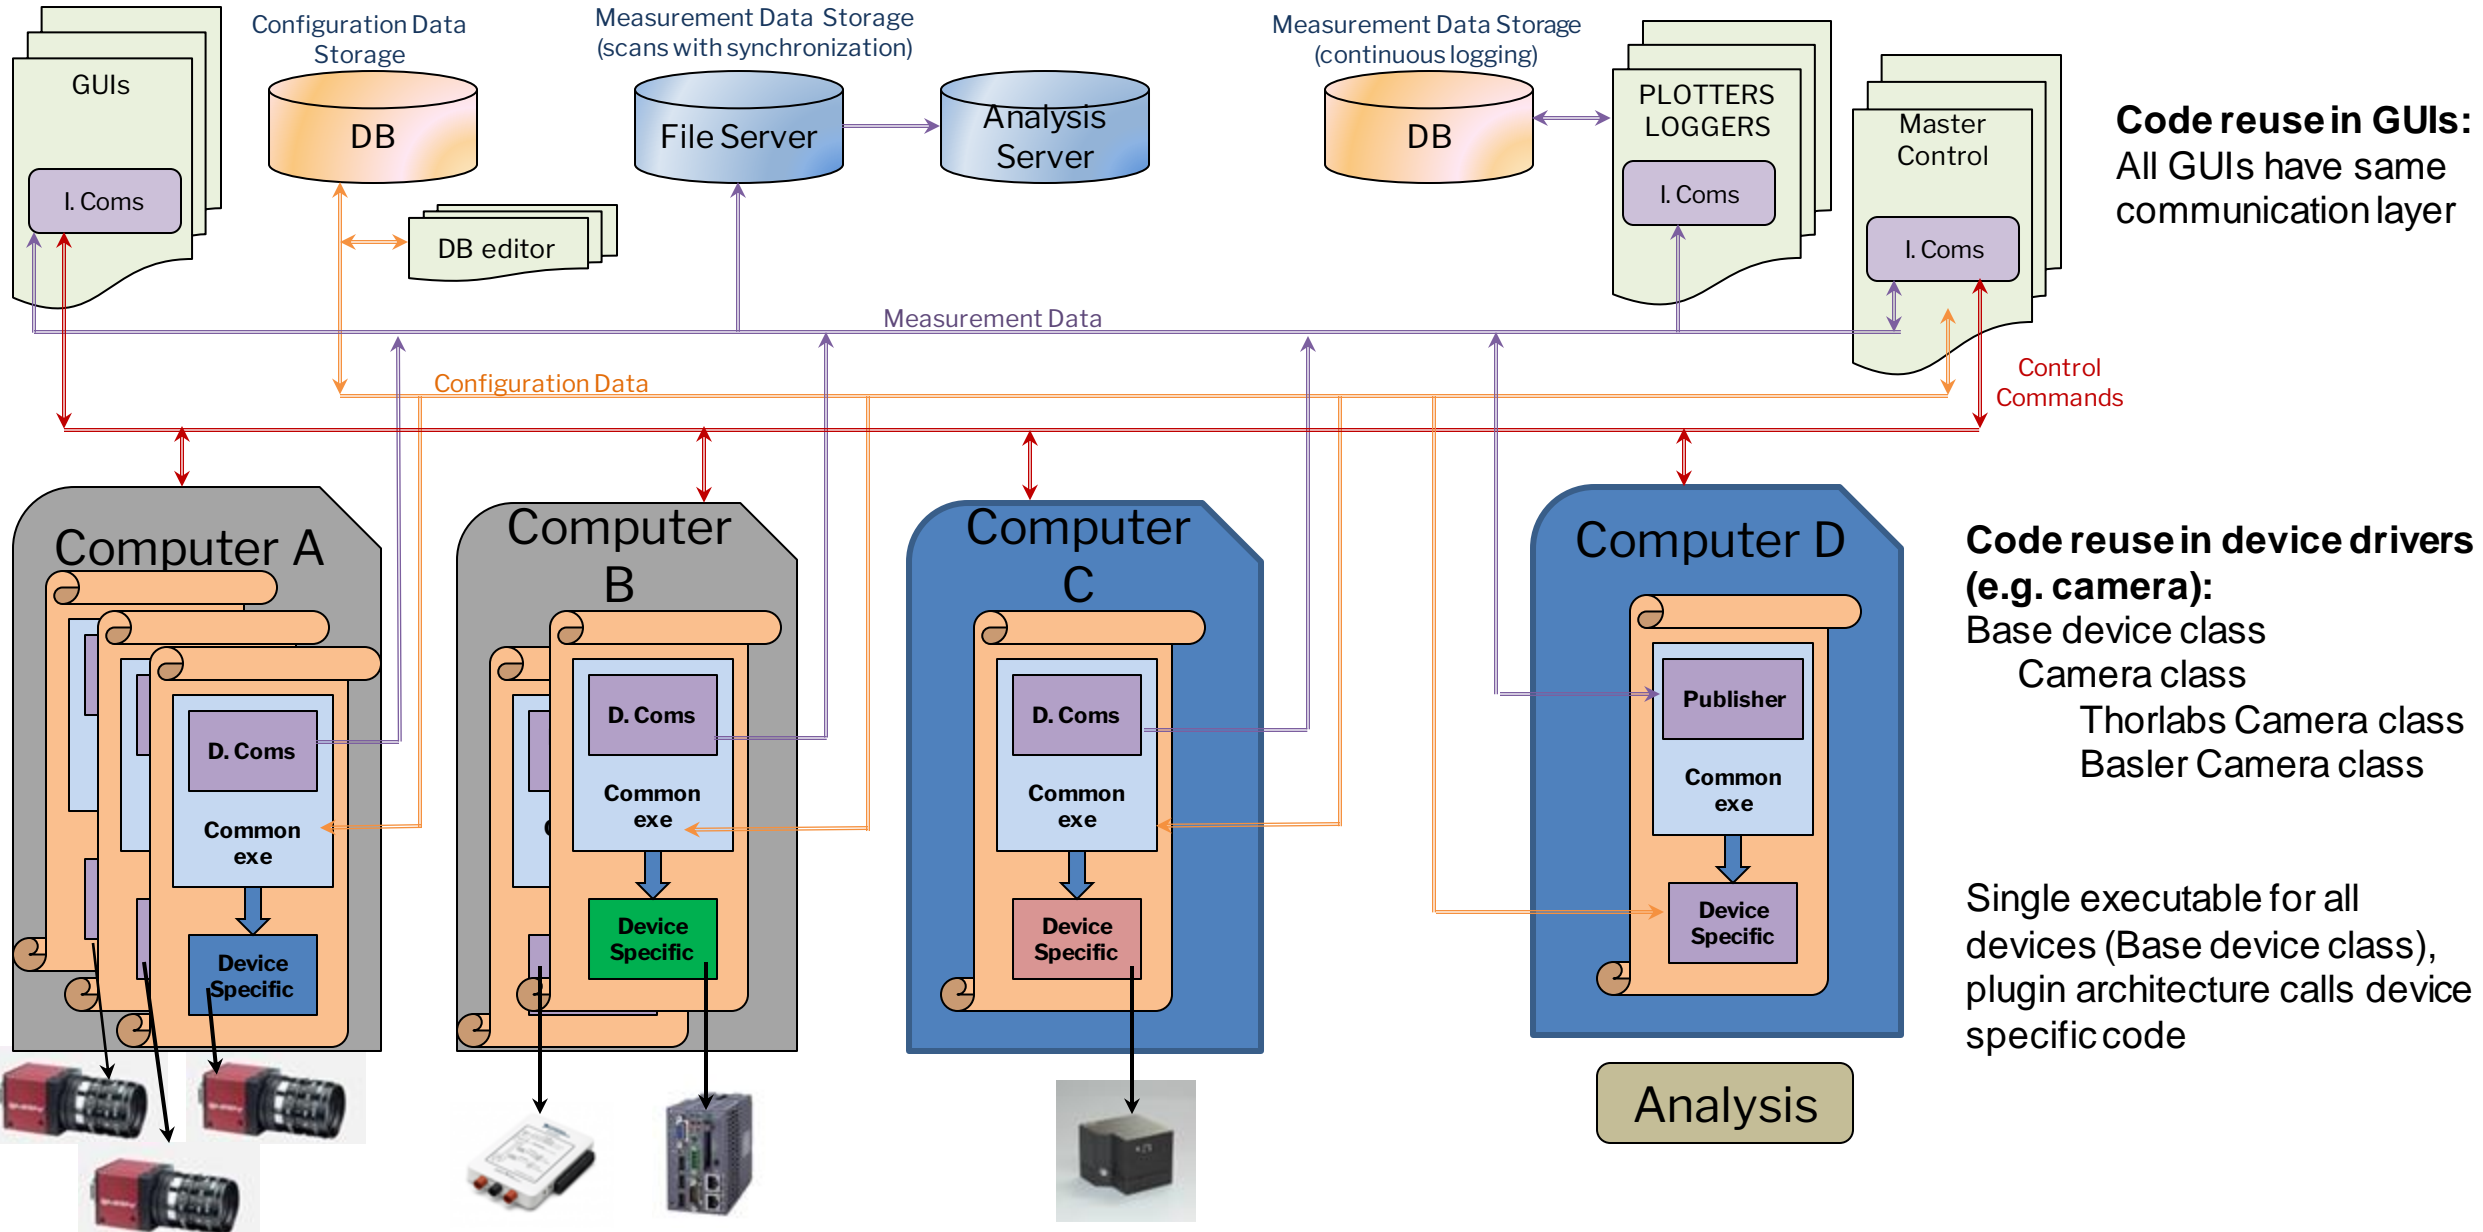 Configuration Data
Storage
Measurement Data Storage
(scans with synchronization)
Measurement Data Storage
(continuous logging)
GUIs
I. Coms
DB
DB editor
File Server
Analysis
Server
DB
PLOTTERS
LOGGERS
I. Coms
Master
Control
I. Coms
Code reuse in GUIs:
All GUIs have same
communication layer
Measurement Data
Configuration Data
Control
Commands
Computer A
D. Coms
Common
exe
Device
Specific
Computer
B
D. Coms
Common
exe
Device
Specific
Computer
C
D. Coms
Common
exe
Device
Specific
Computer D
Publisher
Common
exe
Device
Specific
Analysis
Code reuse in device drivers
(e.g. camera):
Base device class
Camera class
Thorlabs Camera class
Basler Camera class
Single executable for all
devices (Base device class),
plugin architecture calls device
specific code